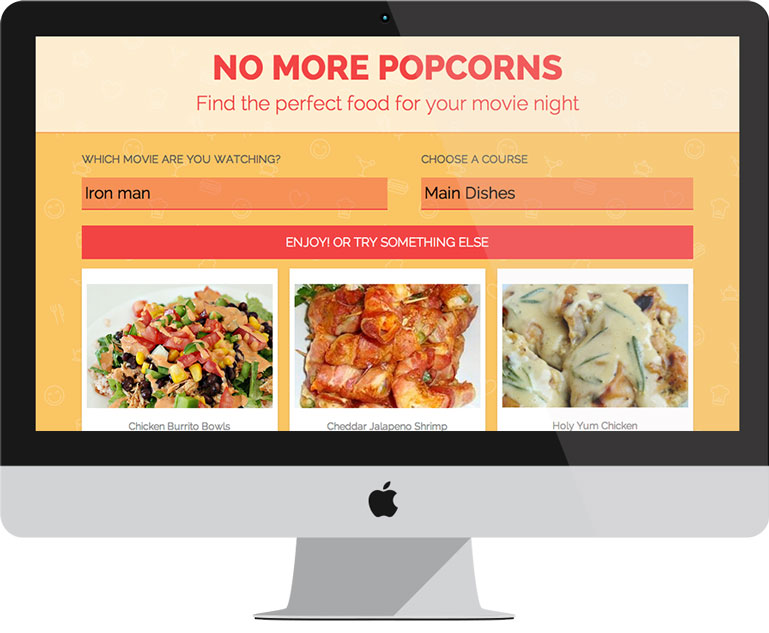 NO MORE POPCORNS
Find the perfect food for your movie night
WHICH MOVIE ARE YOU WATCHING?
CHOOSE A COURSE
Iron man
Main Dishes
ENJOY! OR TRY SOMETHING ELSE
Chicken Burrito Bowls
Cheddar Jalapeno Shrimp
Holy Yum Chicken